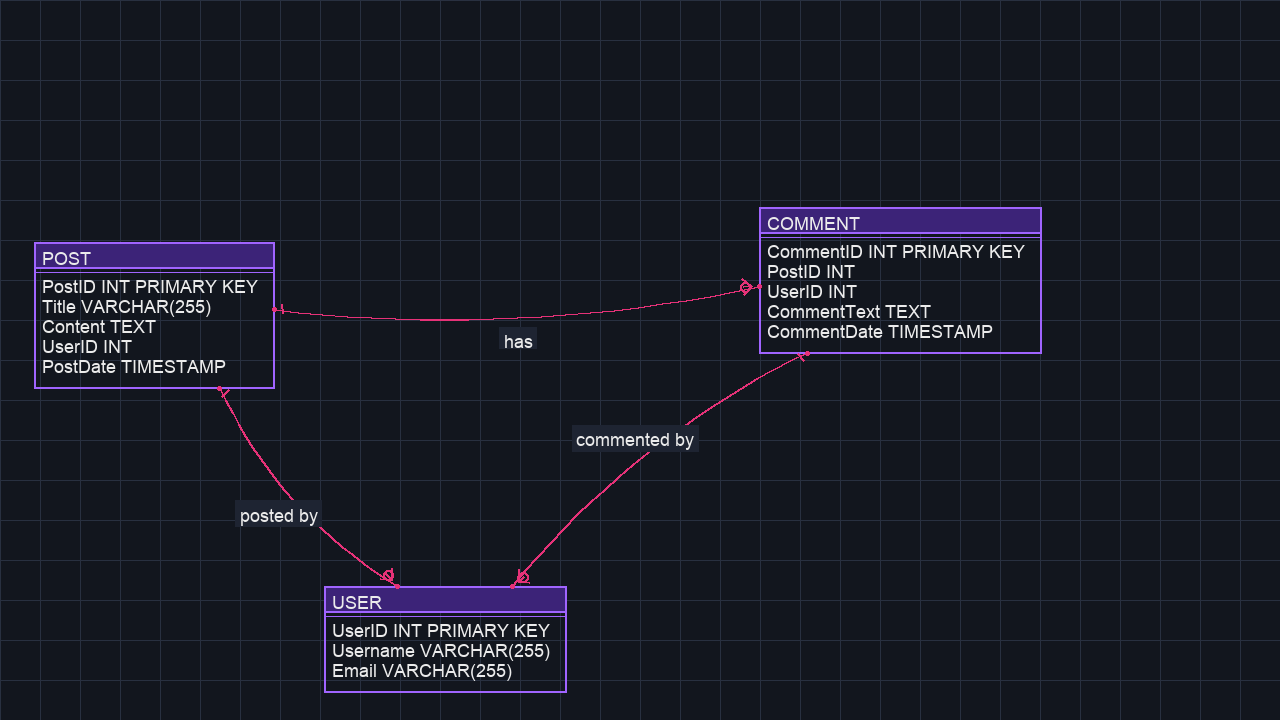 POST
PostID INT PRIMARY KEY
Title VARCHAR(255)
Content TEXT
UserID INT
PostDate TIMESTAMP
has
COMMENT
CommentID INT PRIMARY KEY
PostID INT
UserID INT
CommentText TEXT
CommentDate TIMESTAMP
commented by
posted by
USER
UserID INT PRIMARY KEY
Username VARCHAR(255)
Email VARCHAR(255)